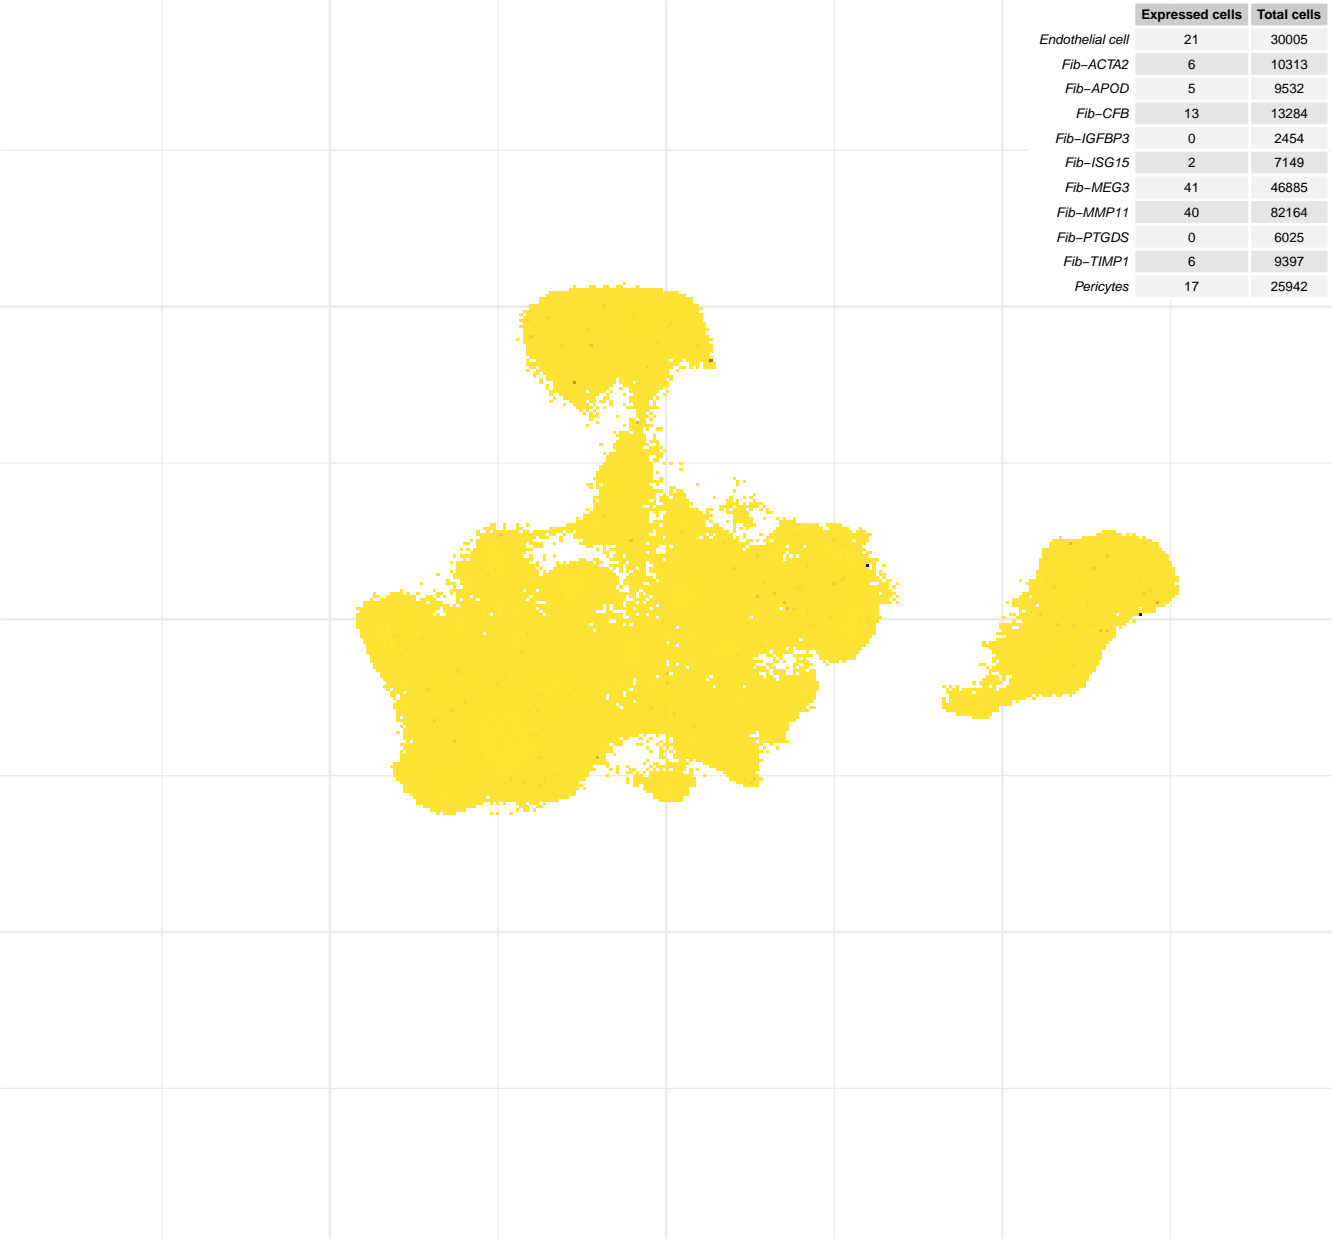 Expressed cells Total cells
Endothelial cell 21 30005
Fib−ACTA2 6 10313
Fib−APOD 5 9532
Fib−CFB 13 13284
Fib−IGFBP3 0 2454
Fib−ISG15 2 7149
Fib−MEG3 41 46885
Fib−MMP11 40 82164
Fib−PTGDS 0 6025
Fib−TIMP1 6 9397
Pericytes 17 25942